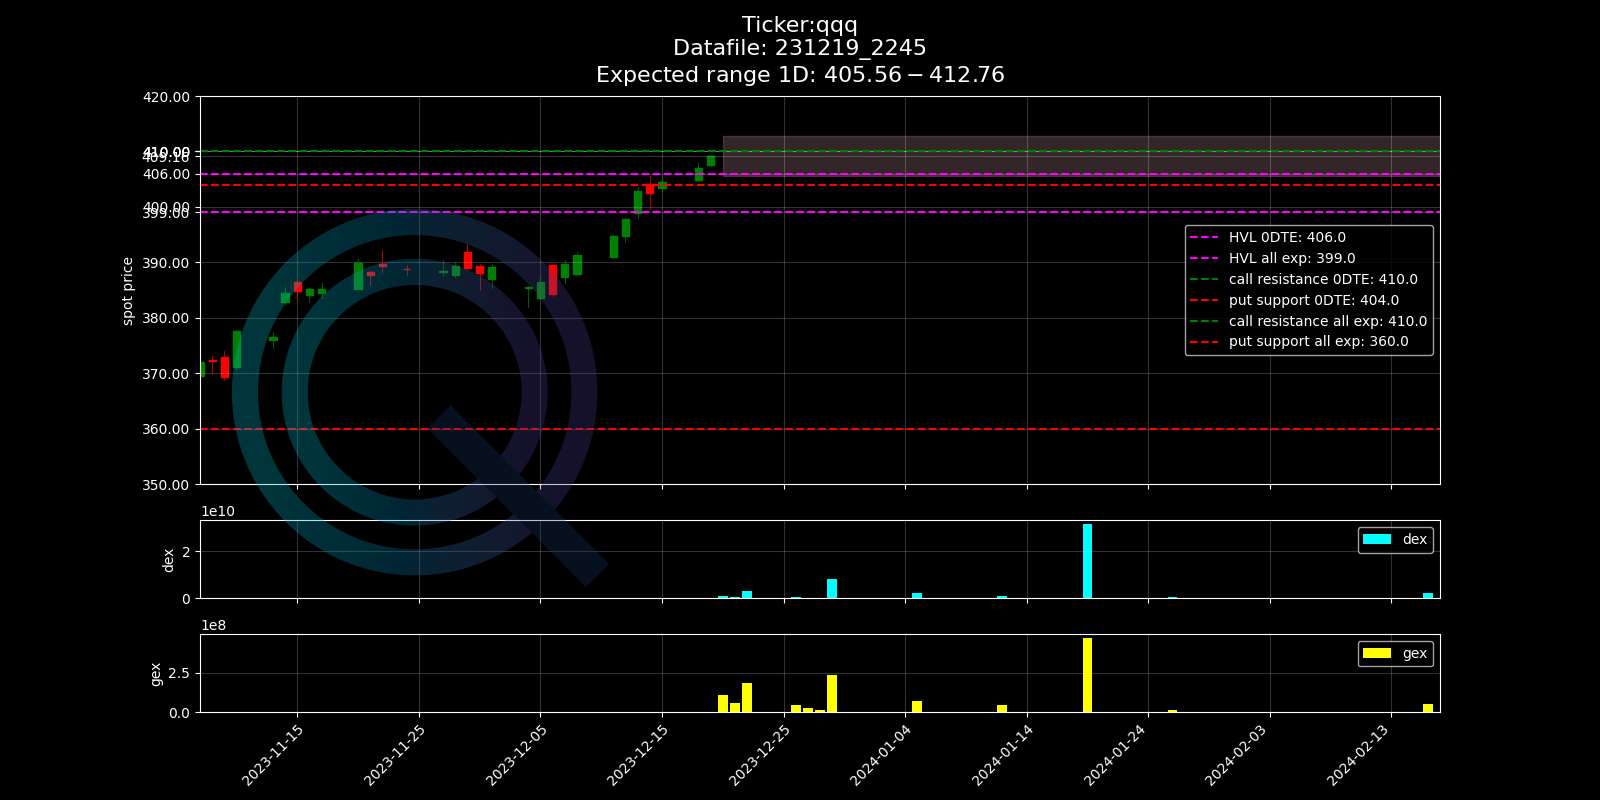 Ticker:qqq
Datafile: 231219_2245
Expected range 1D: 405.56 − 412.76
420.00
410.00
409.16
406.00
400.00
399.00
390.00
380.00
370.00
360.00
350.00
spot price
HVL 0DTE: 406.0
HVL all exp: 399.0
call resistance 0DTE: 410.0
put support 0DTE: 404.0
call resistance all exp: 410.0
put support all exp: 360.0
1e10
2
0
dex
dex
1e8
2.5
0.0
gex
gex
2023-11-15
2023-11-25
2023-12-05
2023-12-15
2023-12-25
2024-01-04
2024-01-14
2024-01-24
2024-02-03
2024-02-13